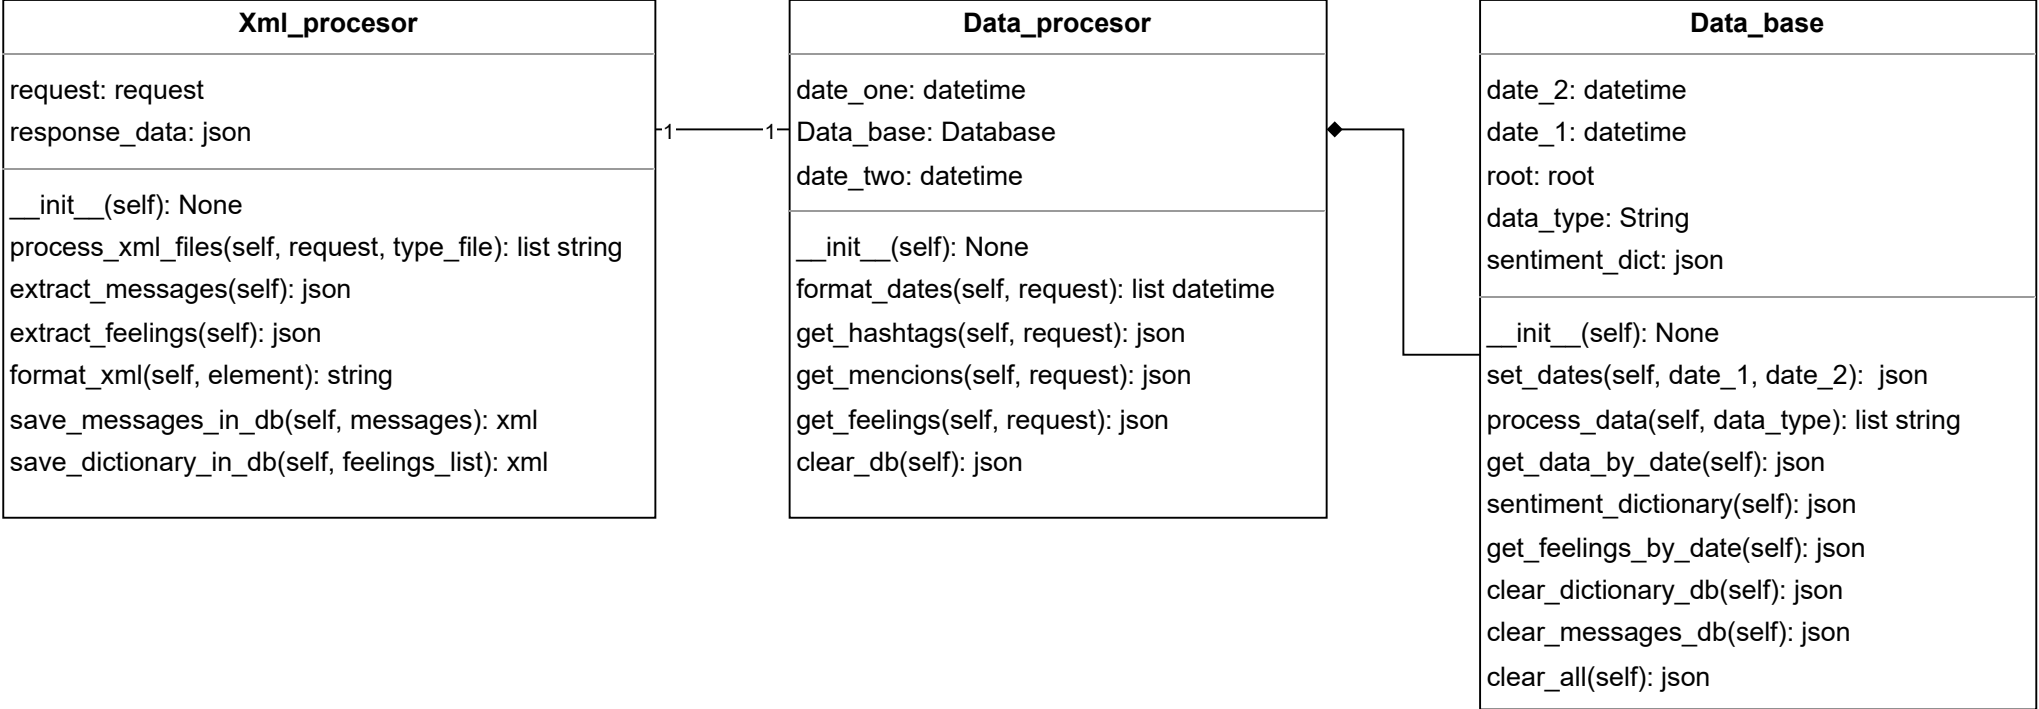 Xml_procesor
request: request
response_data: json
__init__(self): None
process_xml_files(self, request, type_file): list string
extract_messages(self): json
extract_feelings(self): json
format_xml(self, element): string
save_messages_in_db(self, messages): xml
save_dictionary_in_db(self, feelings_list): xml
1
1
Data_procesor
date_one: datetime
Data_base: Database
date_two: datetime
__init__(self): None
format_dates(self, request): list datetime
get_hashtags(self, request): json
get_mencions(self, request): json
get_feelings(self, request): json
clear_db(self): json
Data_base
date_2: datetime
date_1: datetime
root: root
data_type: String
sentiment_dict: json
__init__(self): None
set_dates(self, date_1, date_2):  json
process_data(self, data_type): list string
get_data_by_date(self): json
sentiment_dictionary(self): json
get_feelings_by_date(self): json
clear_dictionary_db(self): json
clear_messages_db(self): json
clear_all(self): json